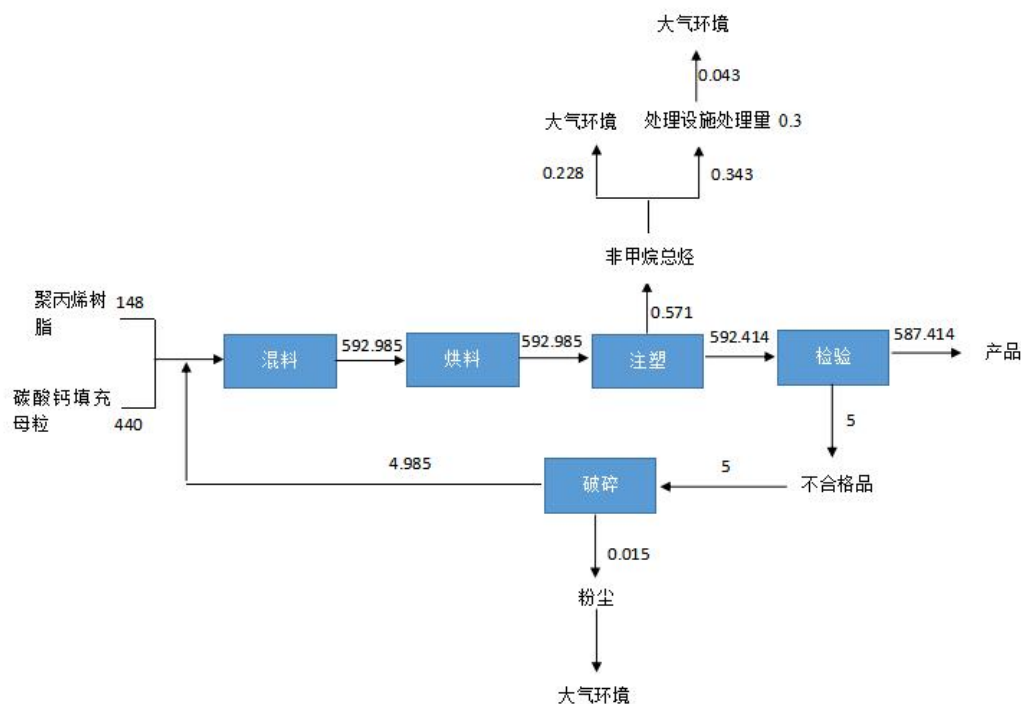 大气环境
0.043
大气环境
处理设施处理量 0.3
0.228
0.343
非甲烷总烃
0.571
聚丙烯树
脂
148
碳酸钙填充
母粒
440
混料
592.985
烘料
592.985
注塑
592.414
检验
587.414
产品
5
不合格品
5
破碎
4.985
0.015
粉尘
大气环境